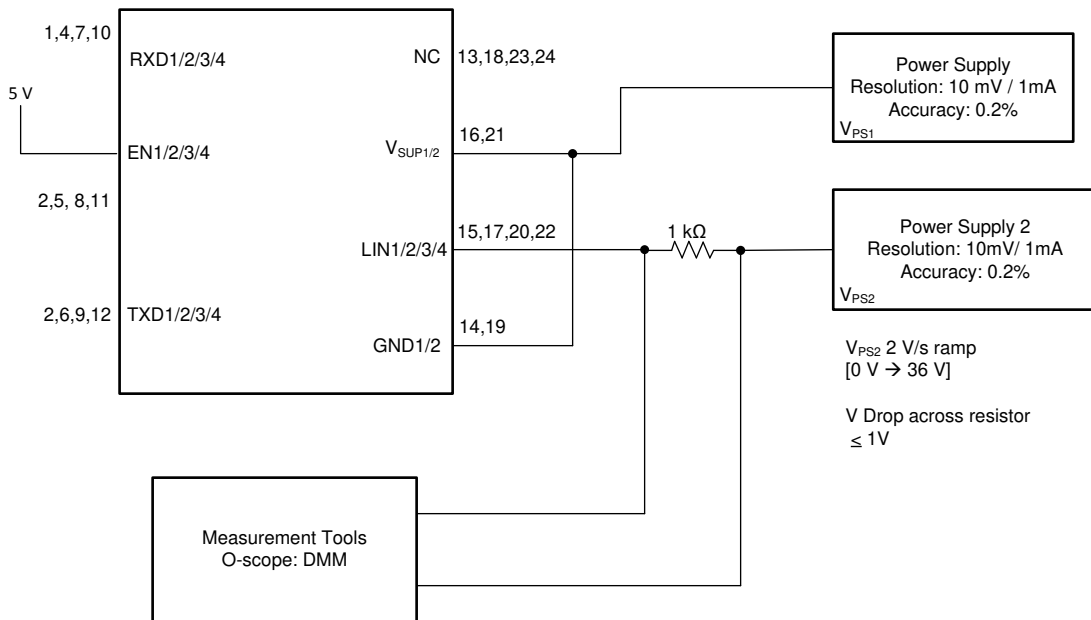 1,4,7,10
RXD1/2/3/4
NC
13,18,23,24
5 V
EN1/2/3/4
VSUP1/2
16,21
2,5, 8,11
LIN1/2/3/4
15,17,20,22
1 kΩ
2,6,9,12
TXD1/2/3/4
GND1/2
14,19
Power Supply
Resolution: 10 mV / 1mA
Accuracy: 0.2%
VPS1
Power Supply 2
Resolution: 10mV/ 1mA
Accuracy: 0.2%
VPS2
VPS2 2 V/s ramp
[0 V → 36 V]
V Drop across resistor
≤ 1V
Measurement Tools
O-scope: DMM